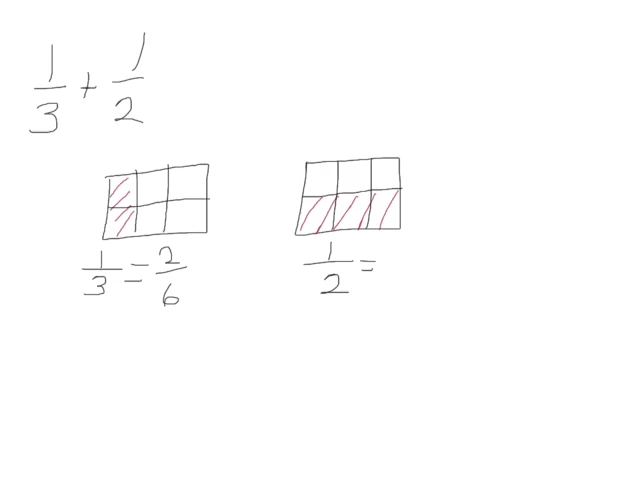 1/3 + 1/2
1/3 = 2/6
1/2 =